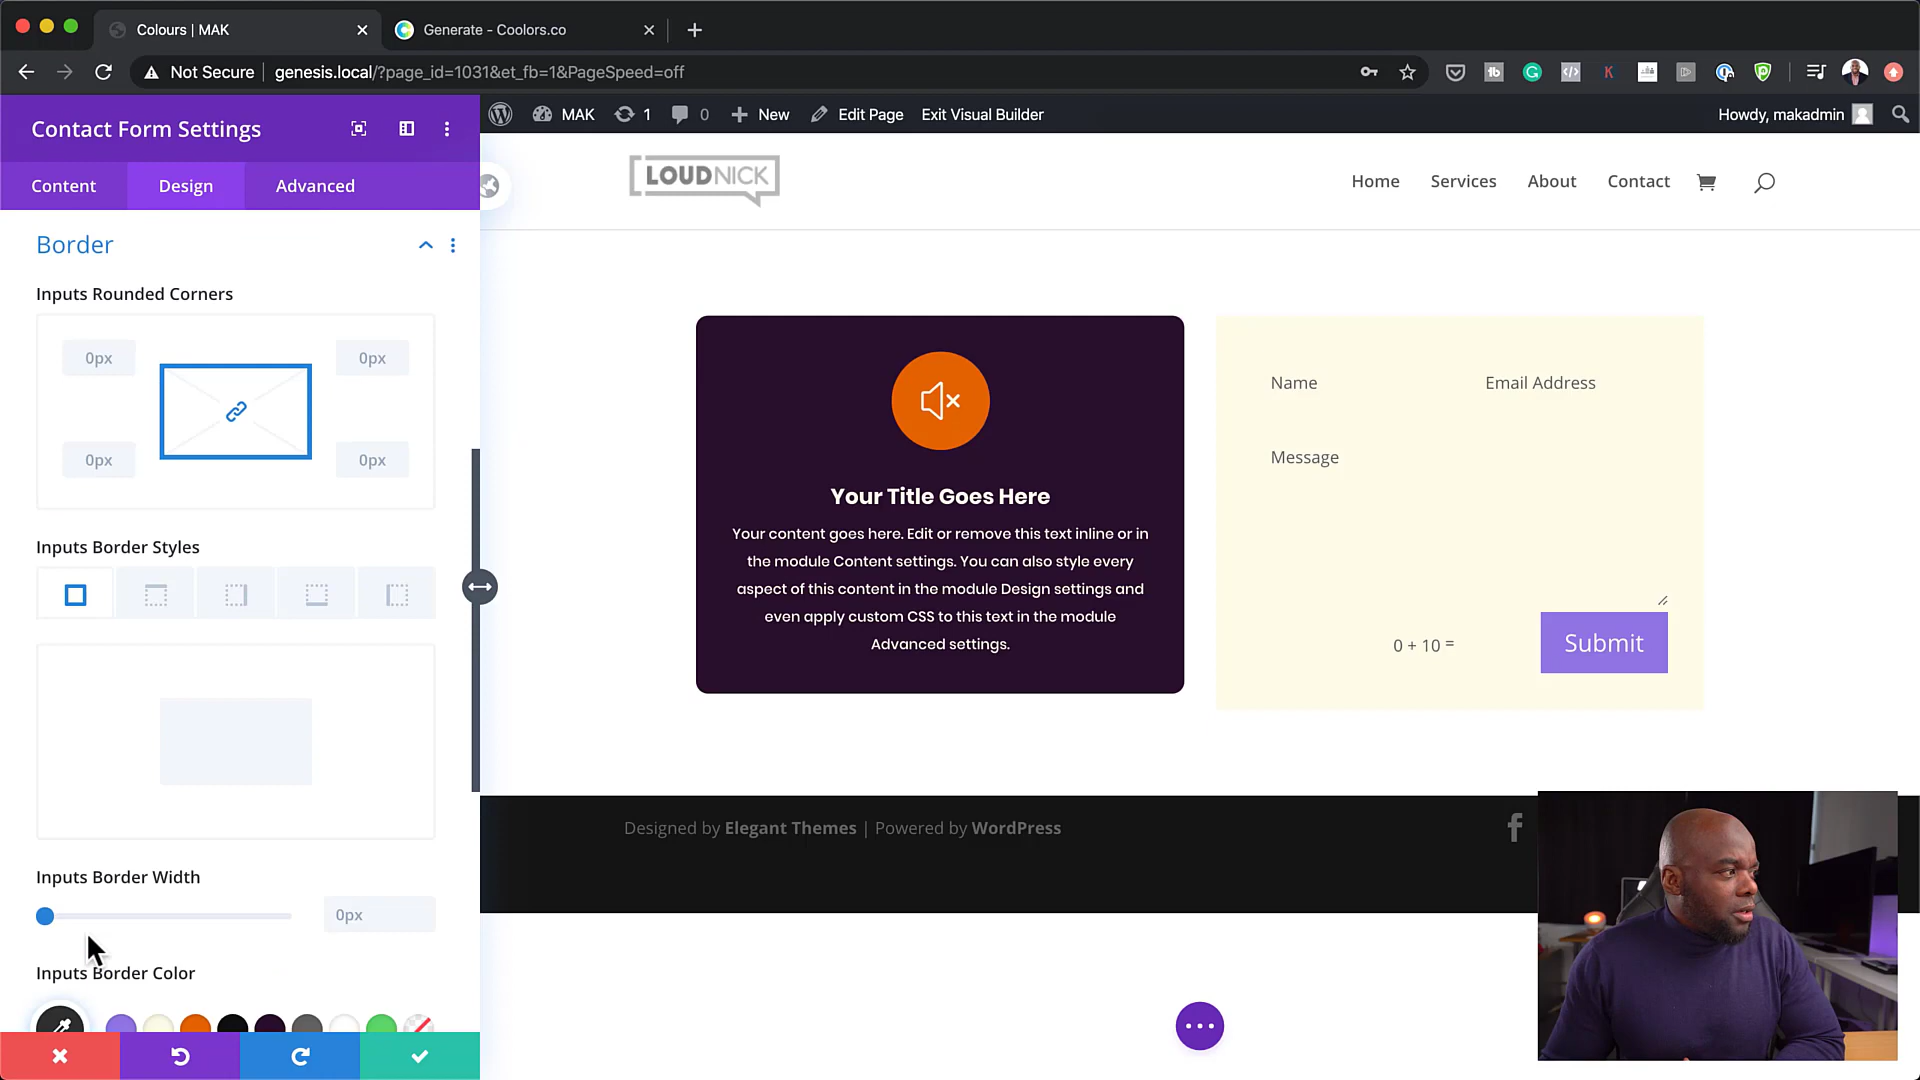 Colours | MAK
Generate - Coolors.co
Not Secure
genesis.local/?page_id=1031&et_fb=1&PageSpeed=off
MAK
1
0
New
Edit Page
Exit Visual Builder
Howdy, makadmin
Contact Form Settings
Content
Design
Advanced
LOUDNICK
Home
Services
About
Contact
Border
Inputs Rounded Corners
0px
0px
0px
0px
Inputs Border Styles
Inputs Border Width
0px
Inputs Border Color
Your Title Goes Here
Your content goes here. Edit or remove this text inline or in
the module Content settings. You can also style every
aspect of this content in the module Design settings and
even apply custom CSS to this text in the module
Advanced settings.
Name
Email Address
Message
0 + 10 =
Submit
Designed by Elegant Themes | Powered by WordPress